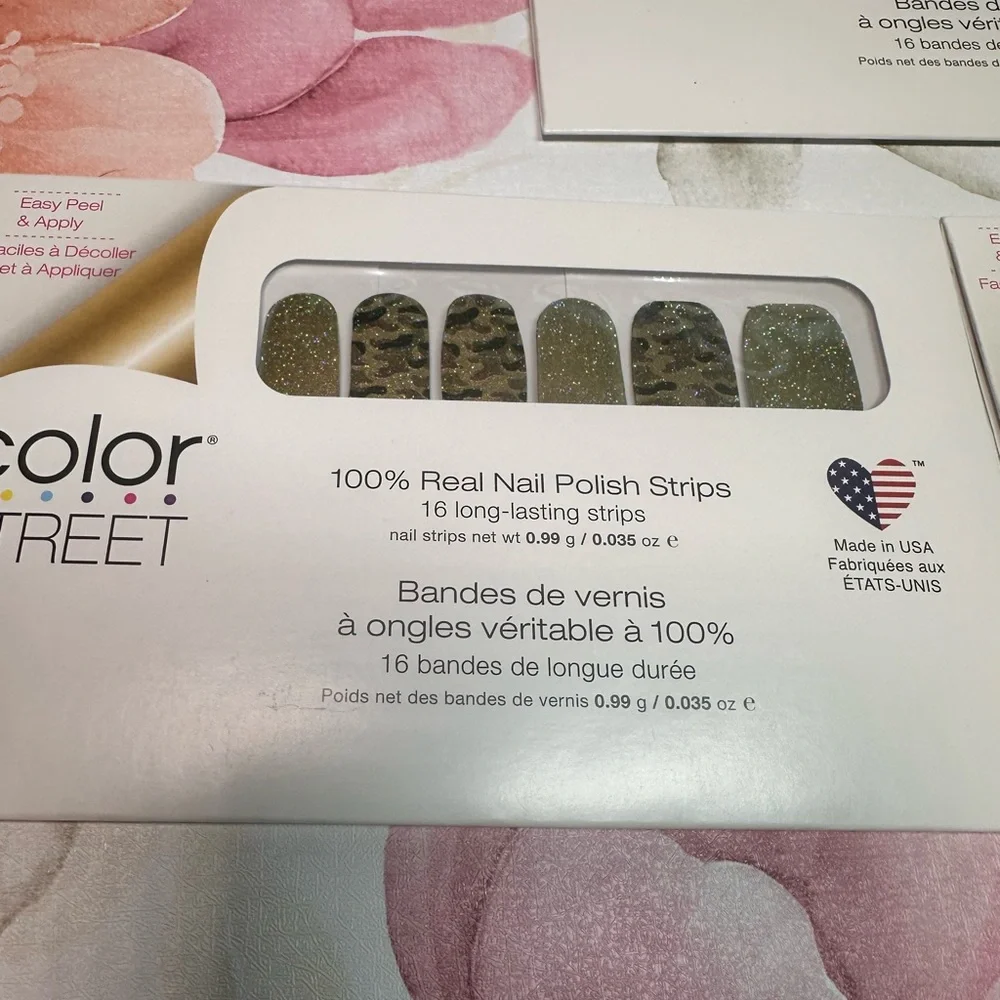 Bandes d
à ongles véri
16 bandes de
Poids net des bandes d
Easy Peel
& Apply
aciles à Décoller
et à Appliquer
color®
TREET
100% Real Nail Polish Strips
16 long-lasting strips
nail strips net wt 0.99 g / 0.035 oz e
Bandes de vernis
à ongles véritable à 100%
16 bandes de longue durée
Poids net des bandes de vernis 0.99 g / 0.035 oz e
TM
Made in USA
Fabriquées aux
ÉTATS-UNIS
E
&
Fa